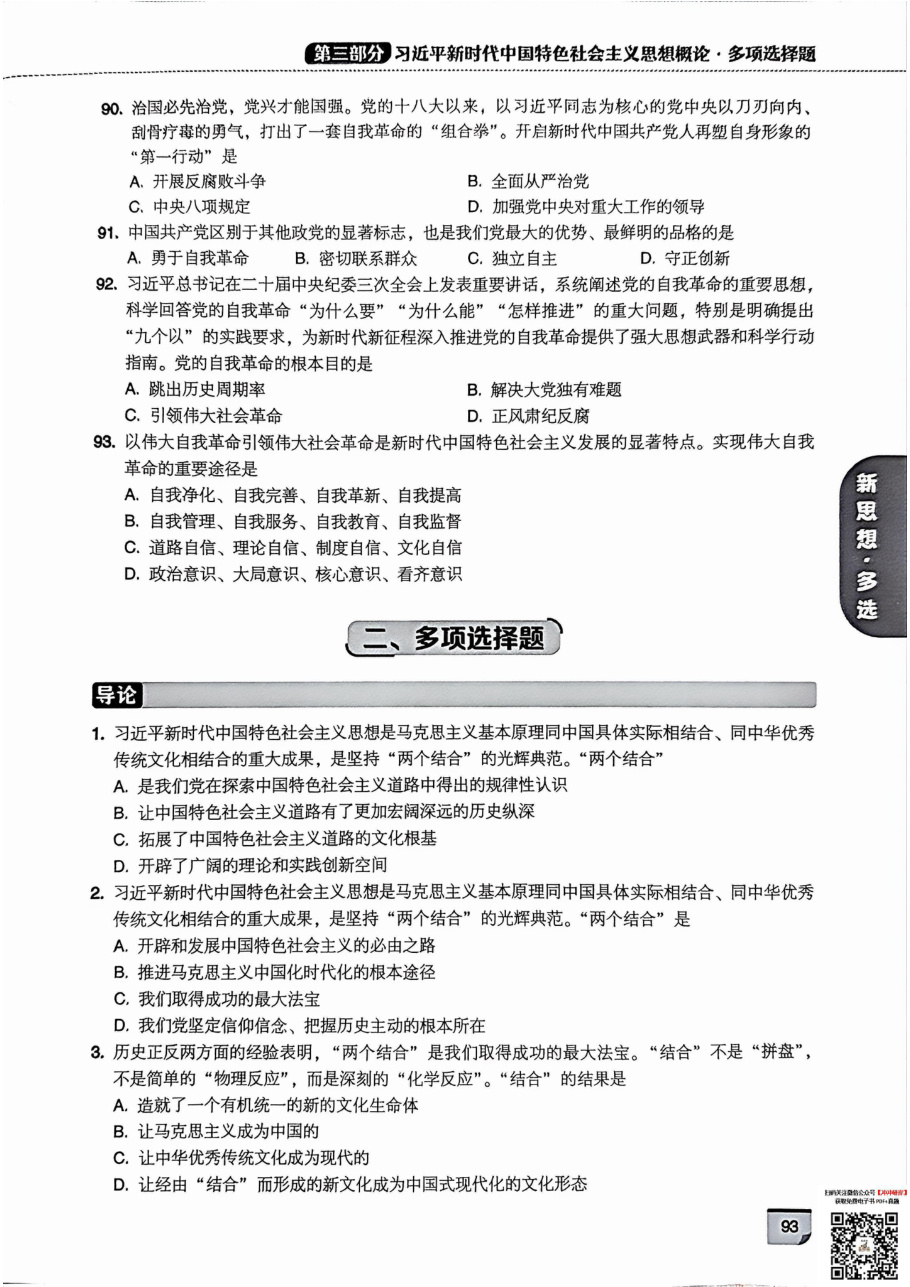 第三部分 习近平新时代中国特色社会主义思想概论·多项选择题
90. 治国必先治党，党兴才能国强。党的十八大以来，以习近平同志为核心的党中央以刀刃向内、
刮骨疗毒的勇气，打出了一套自我革命的“组合拳”。开启新时代中国共产党人再塑自身形象的
“第一行动”是
A. 开展反腐败斗争 B. 全面从严治党
C. 中央八项规定 D. 加强党中央对重大工作的领导
91. 中国共产党区别于其他政党的显著标志，也是我们党最大的优势、最鲜明的品格的是
A. 勇于自我革命 B. 密切联系群众 C. 独立自主 D. 守正创新
92. 习近平总书记在二十届中央纪委三次全会上发表重要讲话，系统阐述党的自我革命的重要思想，
科学回答党的自我革命“为什么要”“为什么能”“怎样推进”的重大问题，特别是明确提出
“九个以”的实践要求，为新时代新征程深入推进党的自我革命提供了强大思想武器和科学行动
指南。党的自我革命的根本目的是
A. 跳出历史周期率 B. 解决大党独有难题
C. 引领伟大社会革命 D. 正风肃纪反腐
93. 以伟大自我革命引领伟大社会革命是新时代中国特色社会主义发展的显著特点。实现伟大自我
革命的重要途径是
A. 自我净化、自我完善、自我革新、自我提高
B. 自我管理、自我服务、自我教育、自我监督
C. 道路自信、理论自信、制度自信、文化自信
D. 政治意识、大局意识、核心意识、看齐意识
新思想·多选
二、多项选择题
导论
1. 习近平新时代中国特色社会主义思想是马克思主义基本原理同中国具体实际相结合、同中华优秀
传统文化相结合的重大成果，是坚持“两个结合”的光辉典范。“两个结合”
A. 是我们党在探索中国特色社会主义道路中得出的规律性认识
B. 让中国特色社会主义道路有了更加宏阔深远的历史纵深
C. 拓展了中国特色社会主义道路的文化根基
D. 开辟了广阔的理论和实践创新空间
2. 习近平新时代中国特色社会主义思想是马克思主义基本原理同中国具体实际相结合、同中华优秀
传统文化相结合的重大成果，是坚持“两个结合”的光辉典范。“两个结合”是
A. 开辟和发展中国特色社会主义的必由之路
B. 推进马克思主义中国化时代化的根本途径
C. 我们取得成功的最大法宝
D. 我们党坚定信仰信念、把握历史主动的根本所在
3. 历史正反两方面的经验表明，“两个结合”是我们取得成功的最大法宝。“结合”不是“拼盘”，
不是简单的“物理反应”，而是深刻的“化学反应”。“结合”的结果是
A. 造就了一个有机统一的新的文化生命体
B. 让马克思主义成为中国的
C. 让中华优秀传统文化成为现代的
D. 让经由“结合”而形成的新文化成为中国式现代化的文化形态
扫码关注微信公众号【冲冲研资】
获取免费电子书PDF+真题
93